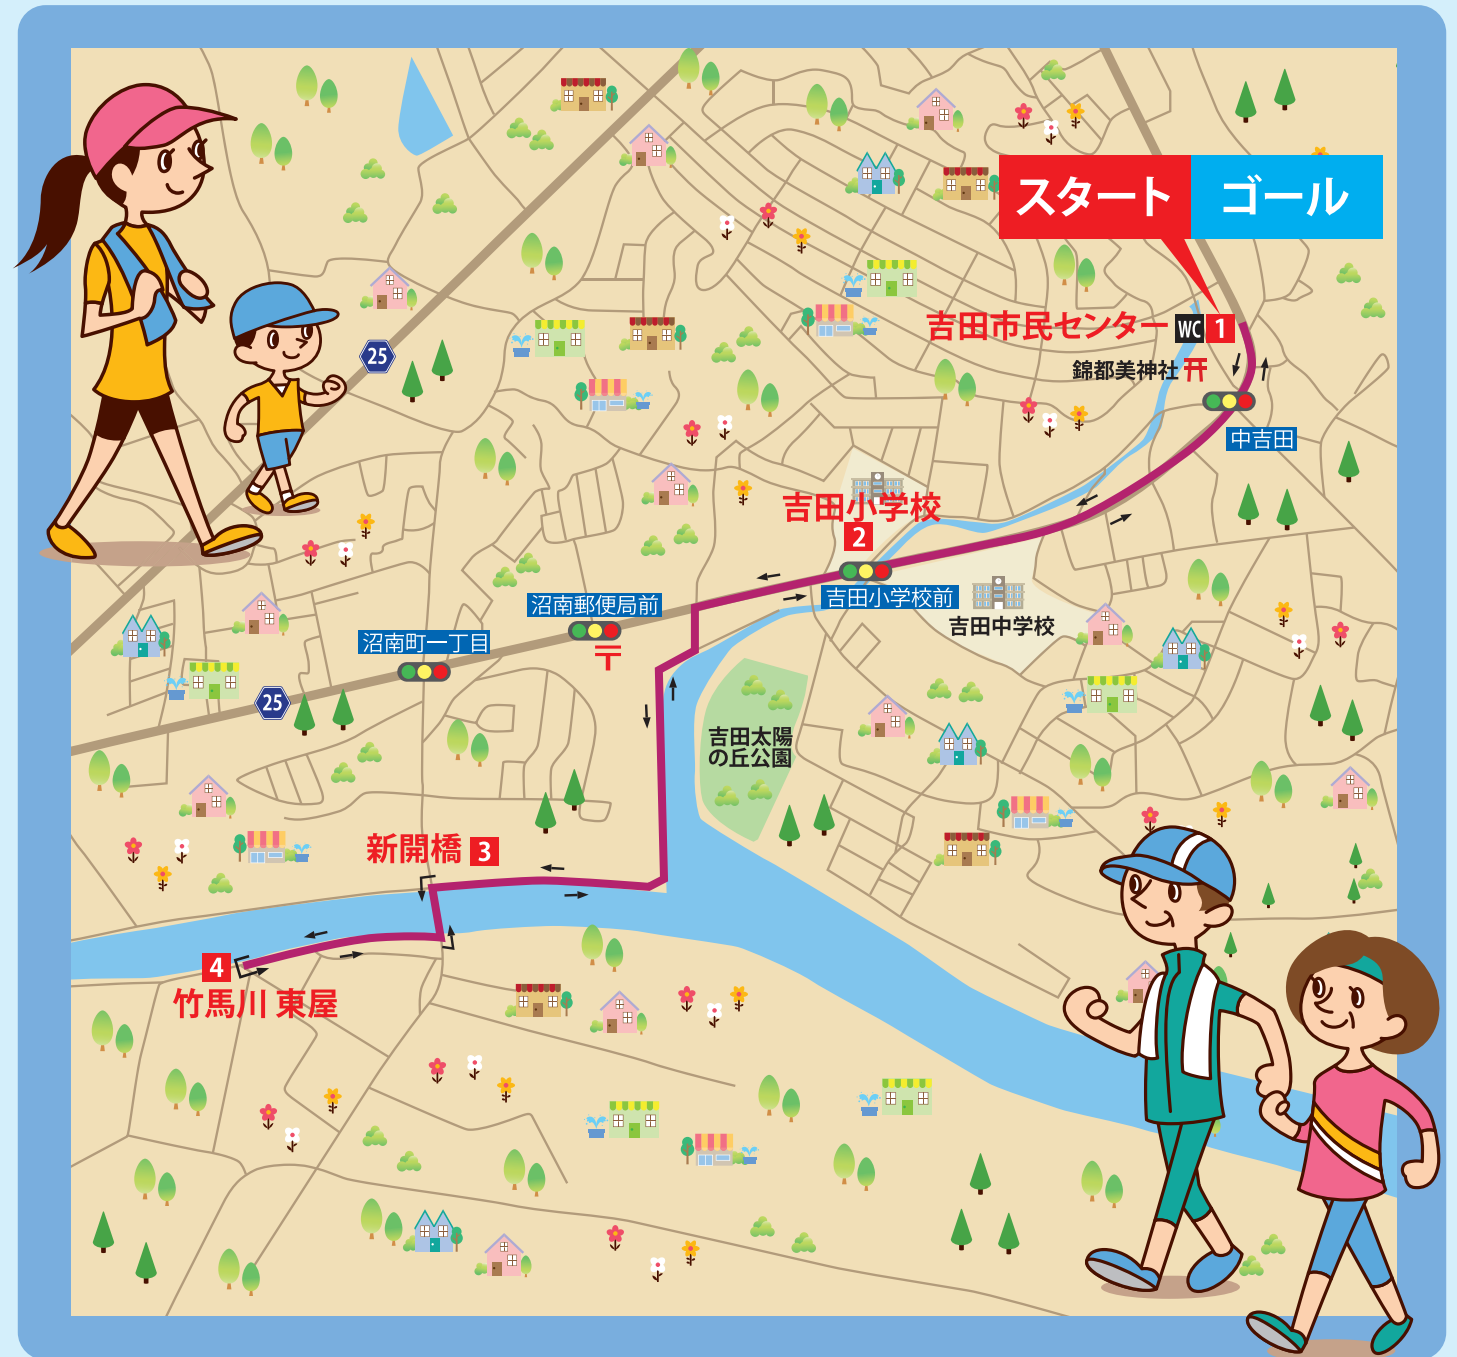 スタート
ゴール
吉田市民センター WC 1
錦都美神社
中吉田
25
吉田小学校
2
吉田小学校前
沼南郵便局前
吉田中学校
沼南町一丁目
25
吉田太陽
の丘公園
新開橋 3
4
竹馬川 東屋